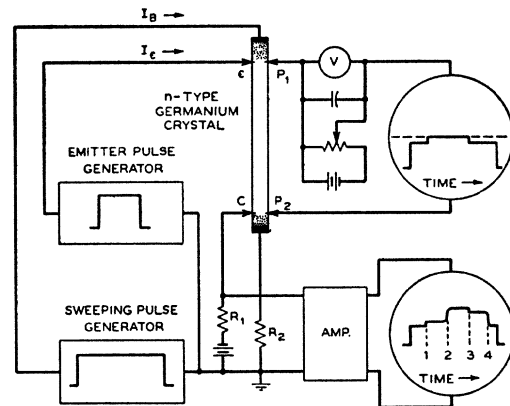 I_B
I_ε
ε
P_1
V
n-TYPE
GERMANIUM
CRYSTAL
EMITTER PULSE
GENERATOR
TIME
C
P_2
SWEEPING PULSE
GENERATOR
R_1
R_2
AMP.
1 2 3 4
TIME